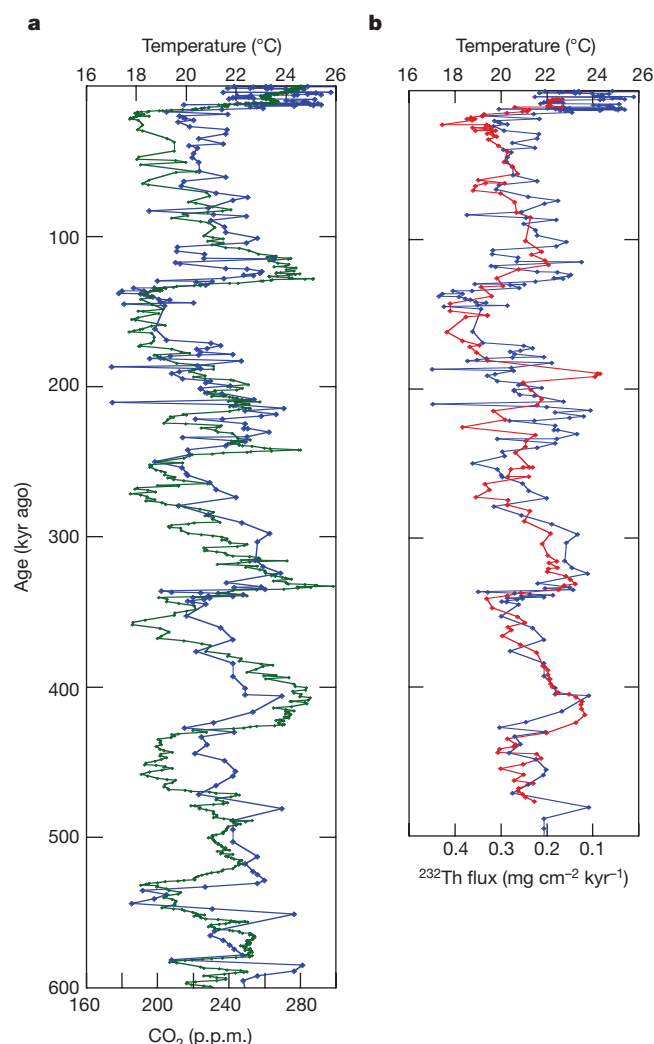 a
b
Temperature (°C)
Temperature (°C)
16 18 20 22 24 26
16 18 20 22 24 26
100
200
300
400
500
600
Age (kyr ago)
160 200 240 280
CO2 (p.p.m.)
0.4 0.3 0.2 0.1
232Th flux (mg cm−2 kyr−1)